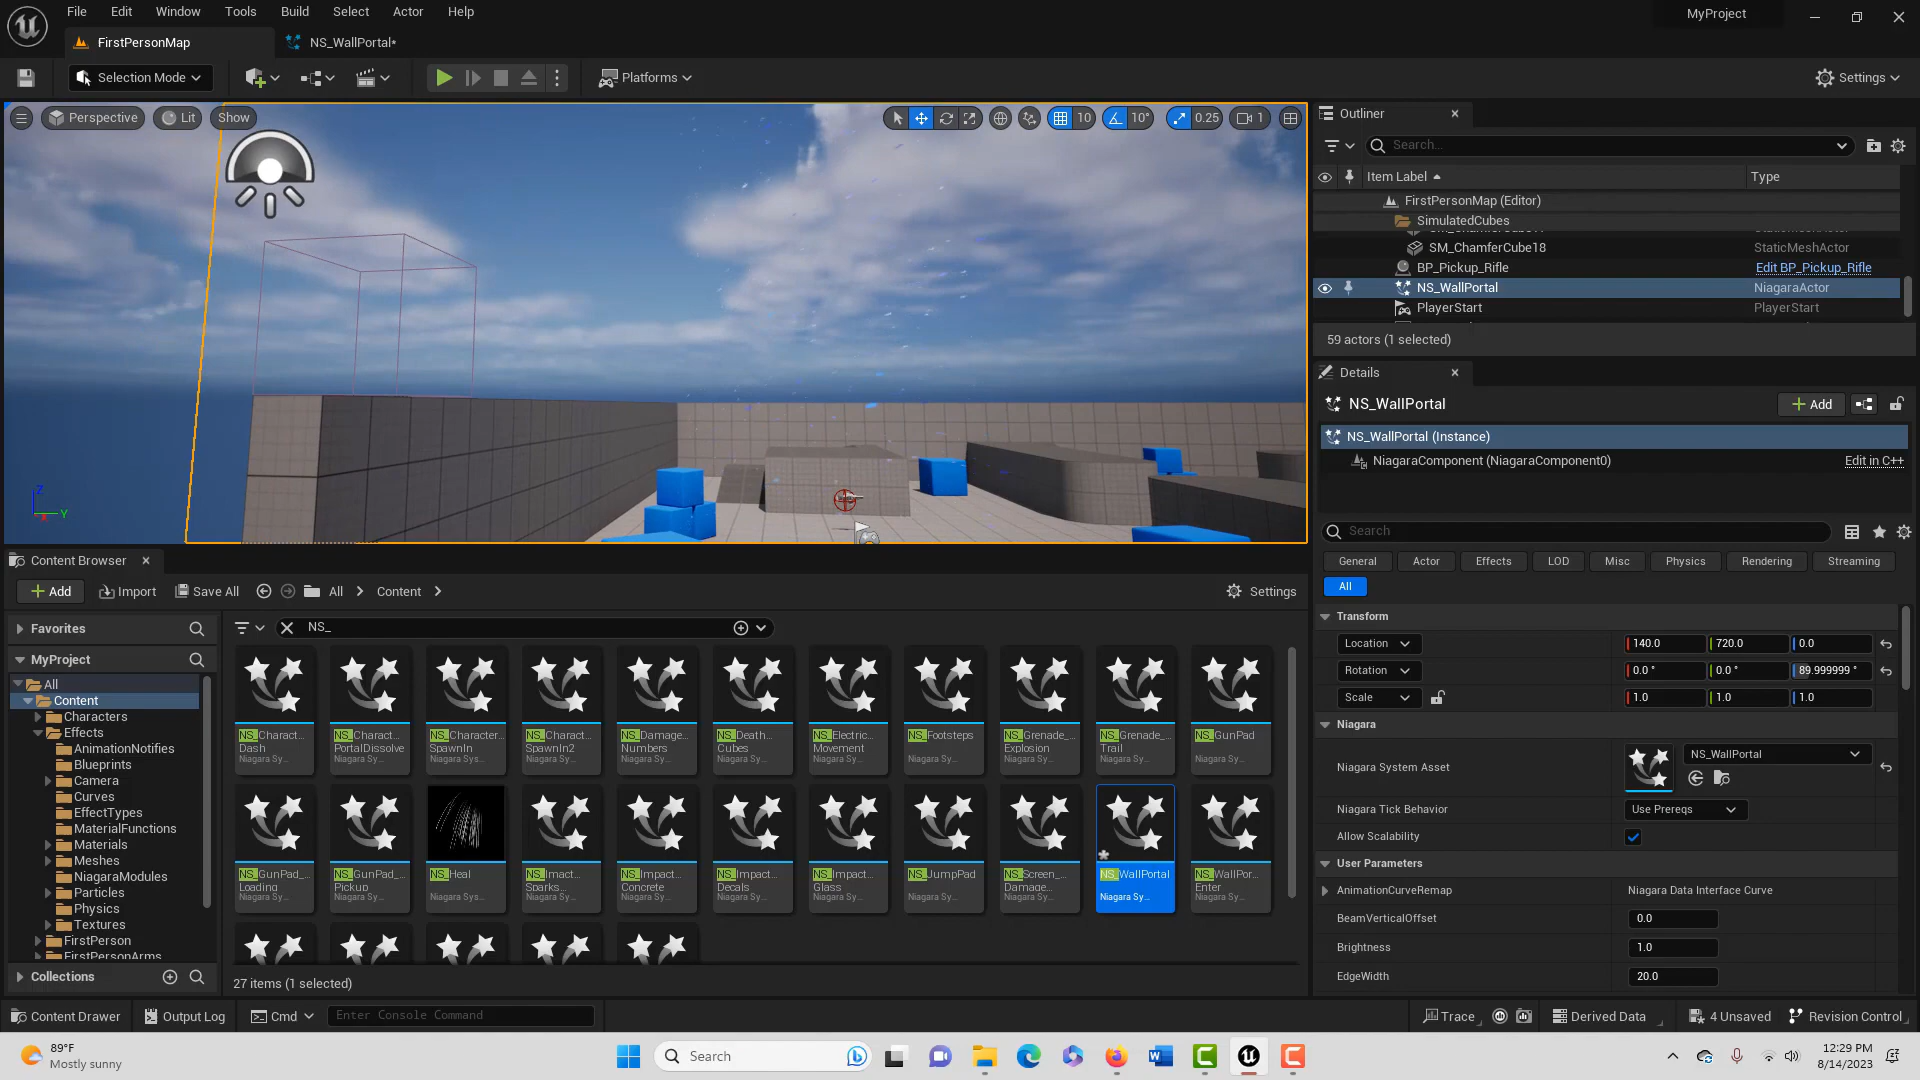 File Edit Window Tools Build Select Actor Help
MyProject
FirstPersonMap
NS_WallPortal*
Selection Mode
Platforms
Settings
Perspective Lit Show
10 10° 0.25 1
Z
Y
Outliner
Search...
Item Label Type
FirstPersonMap (Editor)
SimulatedCubes
SM_ChamferCube18 StaticMeshActor
BP_Pickup_Rifle Edit BP_Pickup_Rifle
NS_WallPortal NiagaraActor
PlayerStart PlayerStart
59 actors (1 selected)
Details
NS_WallPortal
Add
NS_WallPortal (Instance)
NiagaraComponent (NiagaraComponent0) Edit in C++
Search
General Actor Effects LOD Misc Physics Rendering Streaming
All
Transform
Location 140.0 720.0 0.0
Rotation 0.0 ° 0.0 ° 89.999999 °
Scale 1.0 1.0 1.0
Niagara
Niagara System Asset NS_WallPortal
Niagara Tick Behavior Use Prereqs
Allow Scalability
User Parameters
AnimationCurveRemap Niagara Data Interface Curve
BeamVerticalOffset 0.0
Brightness 1.0
EdgeWidth 20.0
Content Browser
Add Import Save All All Content Settings
Favorites
MyProject
All
Content
Characters
Effects
AnimationNotifies
Blueprints
Camera
Curves
EffectTypes
MaterialFunctions
Materials
Meshes
NiagaraModules
Particles
Physics
Textures
FirstPerson
FirstPersonArms
Collections
NS_
NS_Charact... Dash Niagara Sy...
NS_Charact... PortalDissolve Niagara Sy...
NS_Character... SpawnIn Niagara Sys...
NS_Charact... SpawnIn2 Niagara Sy...
NS_Damage... Numbers Niagara Sy...
NS_Death... Cubes Niagara Sy...
NS_Electric... Movement Niagara Sy...
NS_Footsteps Niagara Sy...
NS_Grenade_... Explosion Niagara Sy...
NS_Grenade_... Trail Niagara Sy...
NS_GunPad Niagara Sy...
NS_GunPad_... Loading Niagara Sy...
NS_GunPad_... Pickup Niagara Sy...
NS_Heal Niagara Sys...
NS_Imact... Sparks... Niagara Sy...
NS_Impact... Concrete Niagara Sy...
NS_Impact... Decals Niagara Sy...
NS_Impact... Glass Niagara Sy...
NS_JumpPad Niagara Sy...
NS_Screen_... Damage... Niagara Sy...
NS_WallPortal Niagara Sy...
NS_WallPor... Enter Niagara Sy...
27 items (1 selected)
Content Drawer Output Log Cmd Enter Console Command
Trace Derived Data 4 Unsaved Revision Control
89°F
Mostly sunny
Search
12:29 PM
8/14/2023